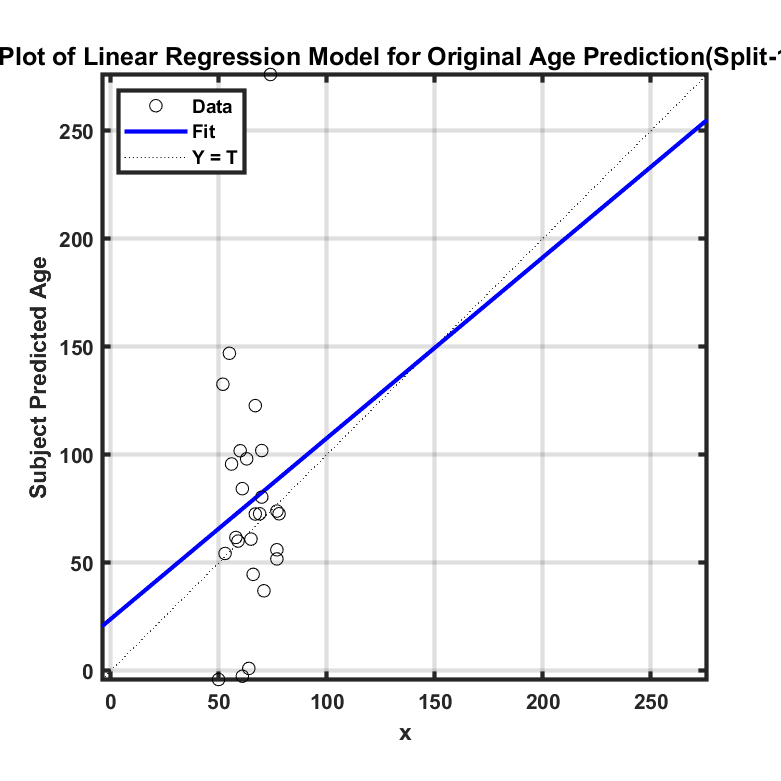 Plot of Linear Regression Model for Original Age Prediction(Split-1
Data
Fit
Y = T
250
200
150
100
50
0
Subject Predicted Age
0 50 100 150 200 250
x